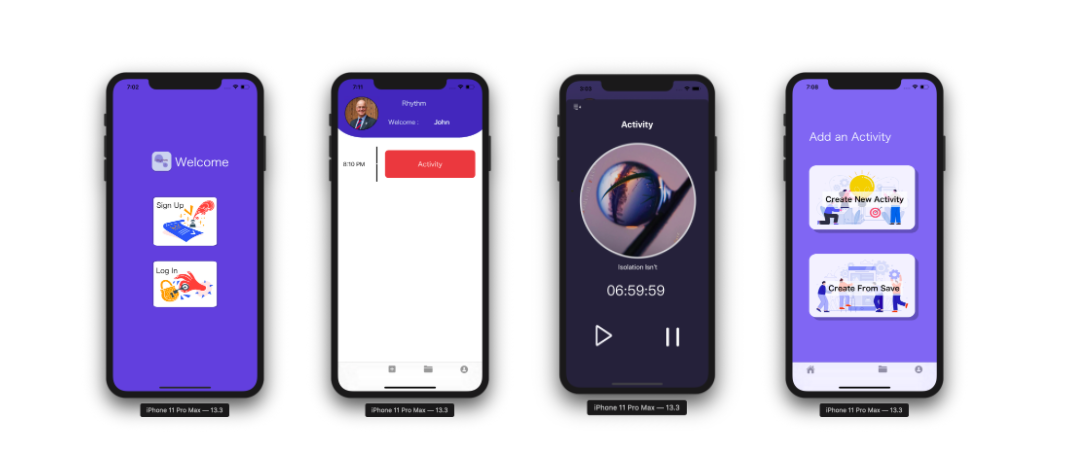 7:02
Welcome
Sign Up
Log In
iPhone 11 Pro Max — 13.3
7:11
Rhythm
Welcome : John
8:10 PM
Activity
iPhone 11 Pro Max — 13.3
Activity
Isolation Isn't
06:59:59
iPhone 11 Pro Max — 13.3
7:08
Add an Activity
Create New Activity
Create From Save
iPhone 11 Pro Max — 13.3